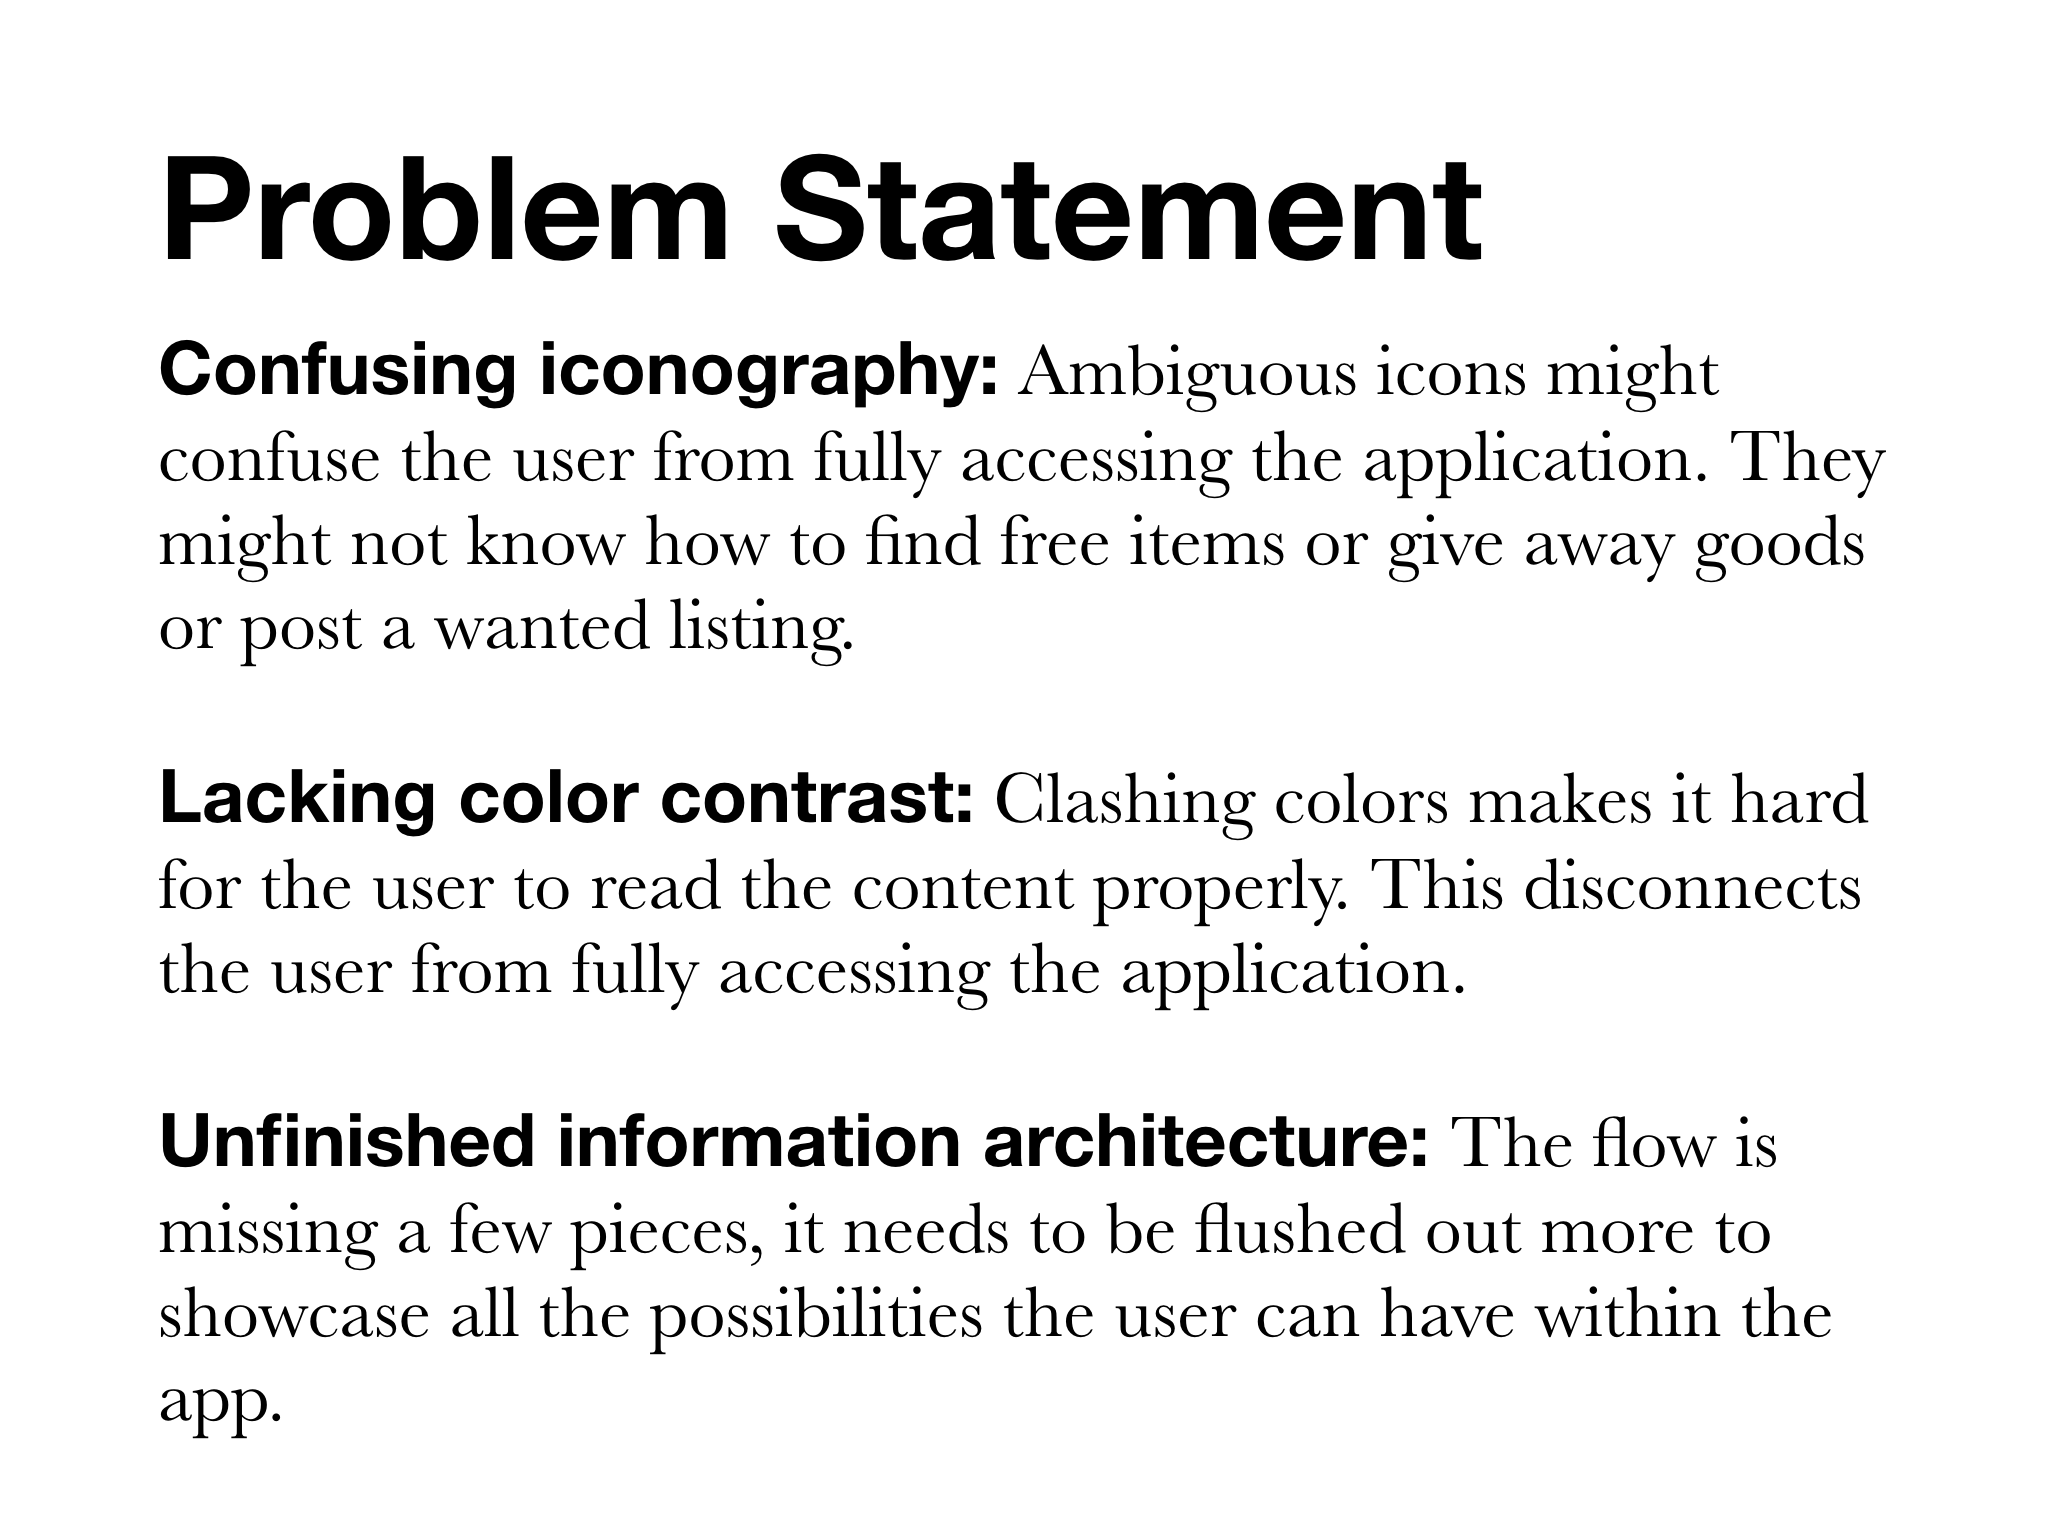 Problem Statement
Confusing iconography: Ambiguous icons might
confuse the user from fully accessing the application. They
might not know how to find free items or give away goods
or post a wanted listing.
Lacking color contrast: Clashing colors makes it hard
for the user to read the content properly. This disconnects
the user from fully accessing the application.
Unfinished information architecture: The flow is
missing a few pieces, it needs to be flushed out more to
showcase all the possibilities the user can have within the
app.